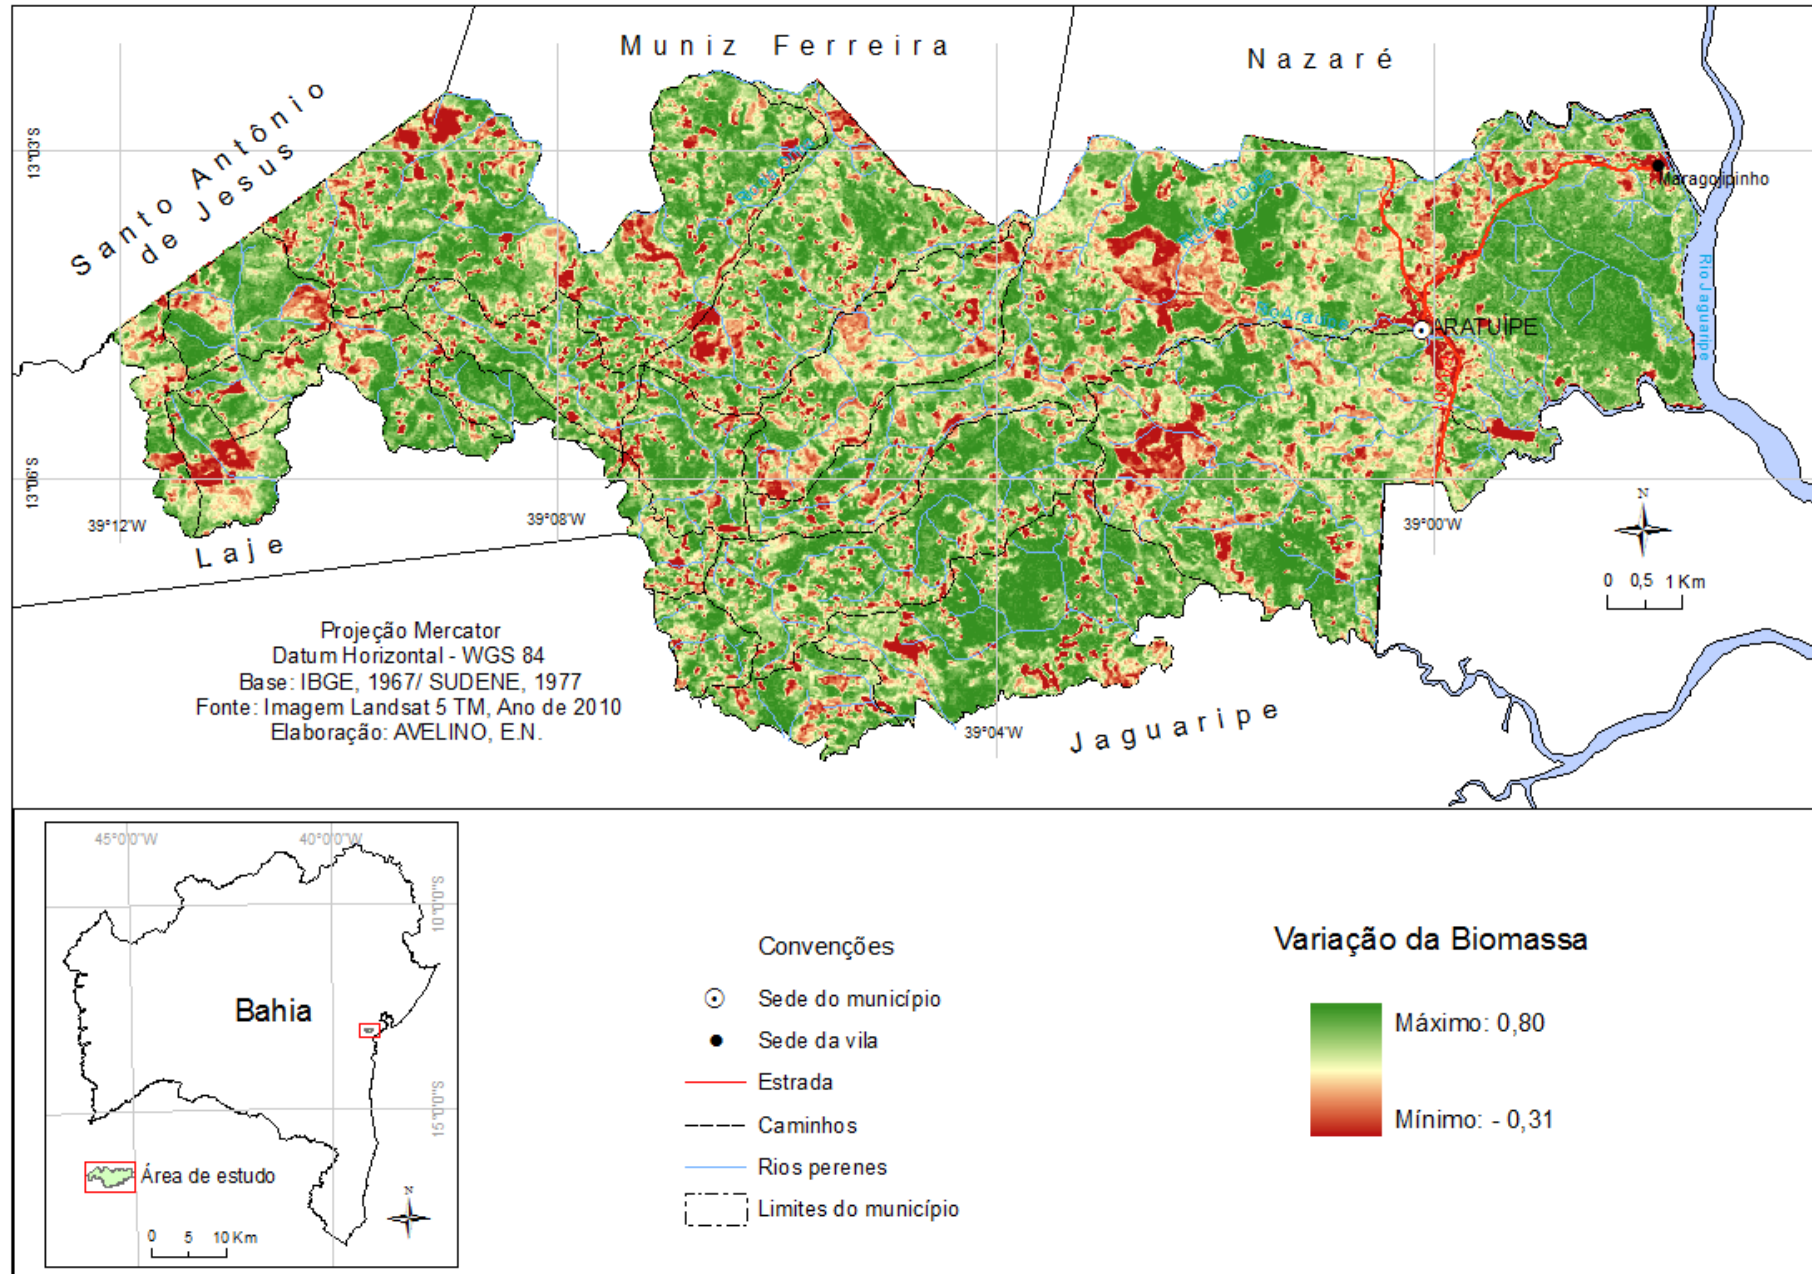 Muniz Ferreira
Nazaré
Santo Antônio
de Jesus
13°03'S
Maragojipinho
Rio Jaguaripe
Rio Aratuípe
ARATUÍPE
13°06'S
39°12'W
39°08'W
39°00'W
39°04'W
Laje
Jaguaripe
N
0 0,5 1 Km
Projeção Mercator
Datum Horizontal - WGS 84
Base: IBGE, 1967/ SUDENE, 1977
Fonte: Imagem Landsat 5 TM, Ano de 2010
Elaboração: AVELINO, E.N.
45°0'0"W
40°0'0"W
10°0'0"S
15°0'0"S
Bahia
Área de estudo
N
0 5 10 Km
Convenções
Sede do município
Sede da vila
Estrada
Caminhos
Rios perenes
Limites do município
Variação da Biomassa
Máximo: 0,80
Mínimo: - 0,31